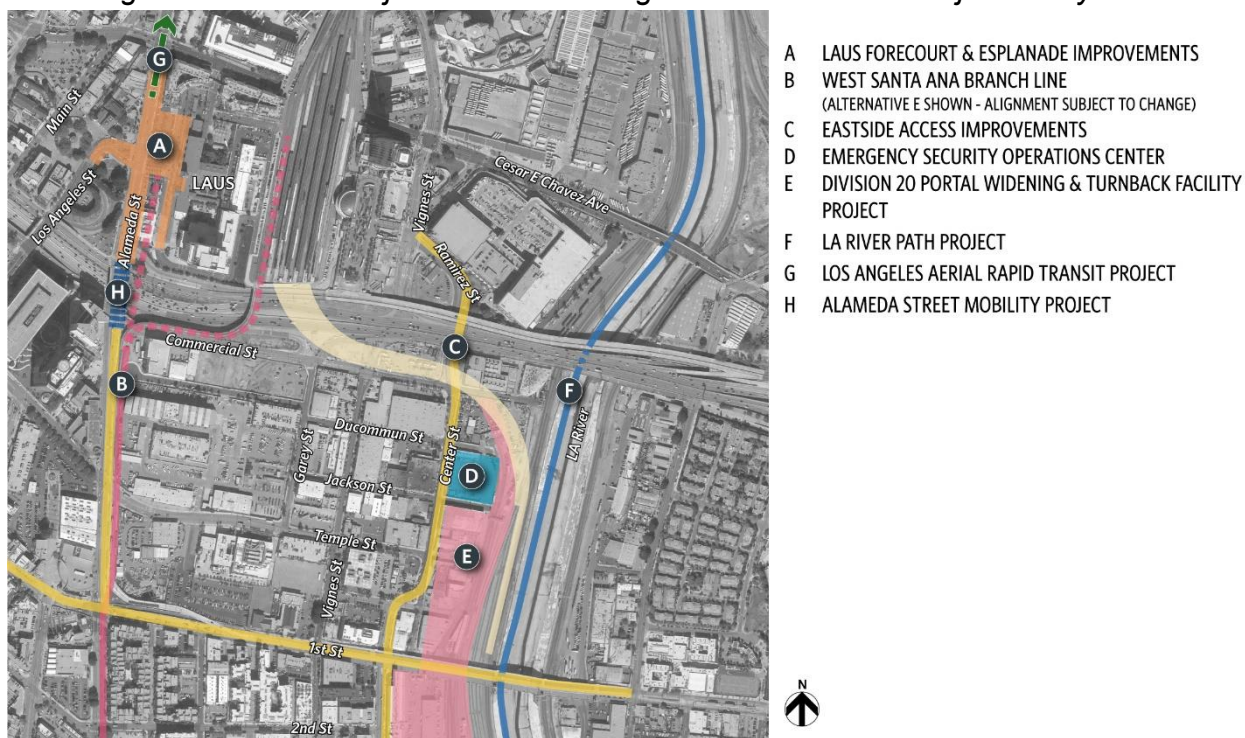 G
A
Main St
LAUS
Los Angeles St
Alameda St
H
Vignes St
Cesar E Chavez Ave
Ramirez St
C
Commercial St
B
F
LA River
Ducommun St
Garey St
Center St
D
Jackson St
Temple St
E
Vignes St
1st St
2nd St
A LAUS FORECOURT & ESPLANADE IMPROVEMENTS
B WEST SANTA ANA BRANCH LINE
(ALTERNATIVE E SHOWN - ALIGNMENT SUBJECT TO CHANGE)
C EASTSIDE ACCESS IMPROVEMENTS
D EMERGENCY SECURITY OPERATIONS CENTER
E DIVISION 20 PORTAL WIDENING & TURNBACK FACILITY
PROJECT
F LA RIVER PATH PROJECT
G LOS ANGELES AERIAL RAPID TRANSIT PROJECT
H ALAMEDA STREET MOBILITY PROJECT
N